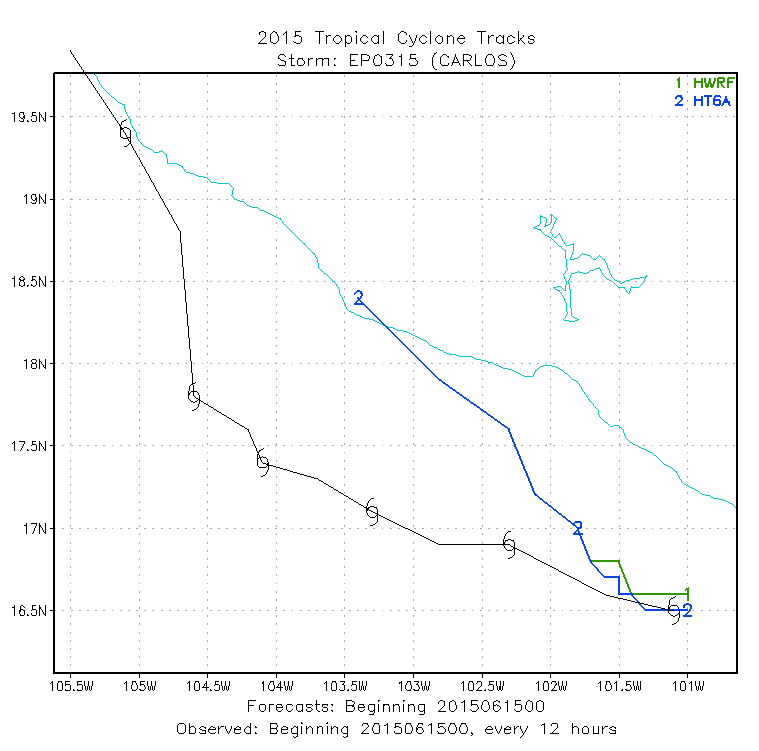 2015 Tropical Cyclone Tracks
Storm: EP0315 (CARLOS)
1 HWRF
2 HT6A
19.5N
19N
18.5N
2
18N
17.5N
17N
2
16.5N
1
2
105.5W 105W 104.5W 104W 103.5W 103W 102.5W 102W 101.5W 101W
Forecasts: Beginning 2015061500
Observed: Beginning 2015061500, every 12 hours